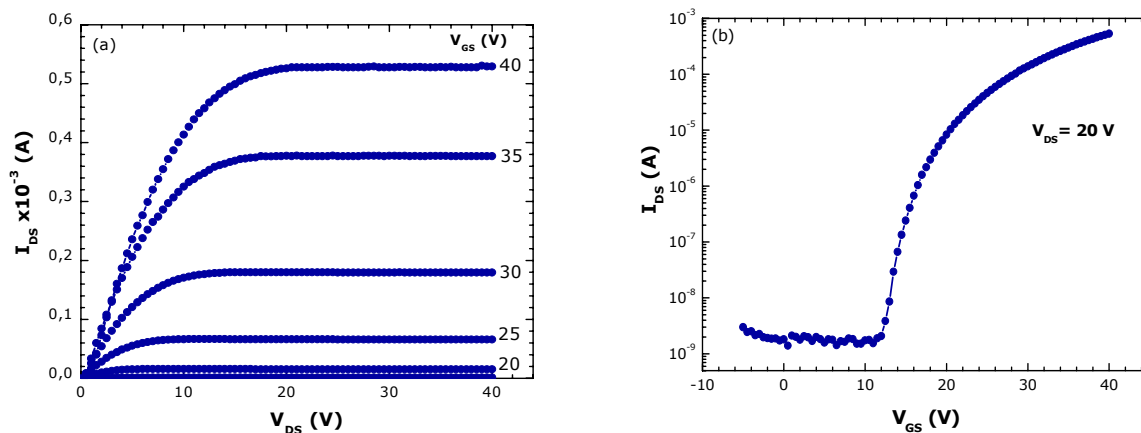 (a)
V_GS (V)
0,6
0,5
0,4
0,3
0,2
0,1
0,0
40
35
30
25
20
I_DS x10⁻³ (A)
0 10 20 30 40
V_DS (V)
(b)
10⁻³
10⁻⁴
10⁻⁵
10⁻⁶
10⁻⁷
10⁻⁸
10⁻⁹
V_DS= 20 V
I_DS (A)
-10 0 10 20 30 40
V_GS (V)